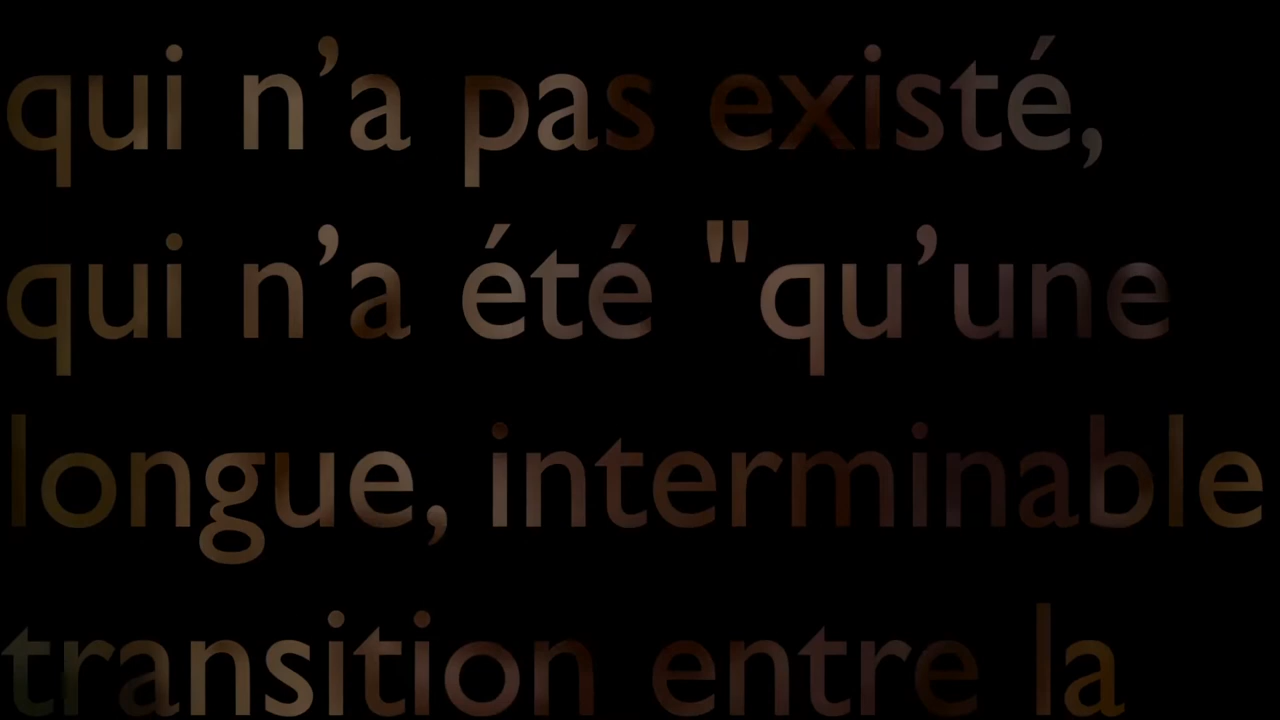 qui n’a pas existé,
qui n’a été "qu’une
longue, interminable
transition entre la